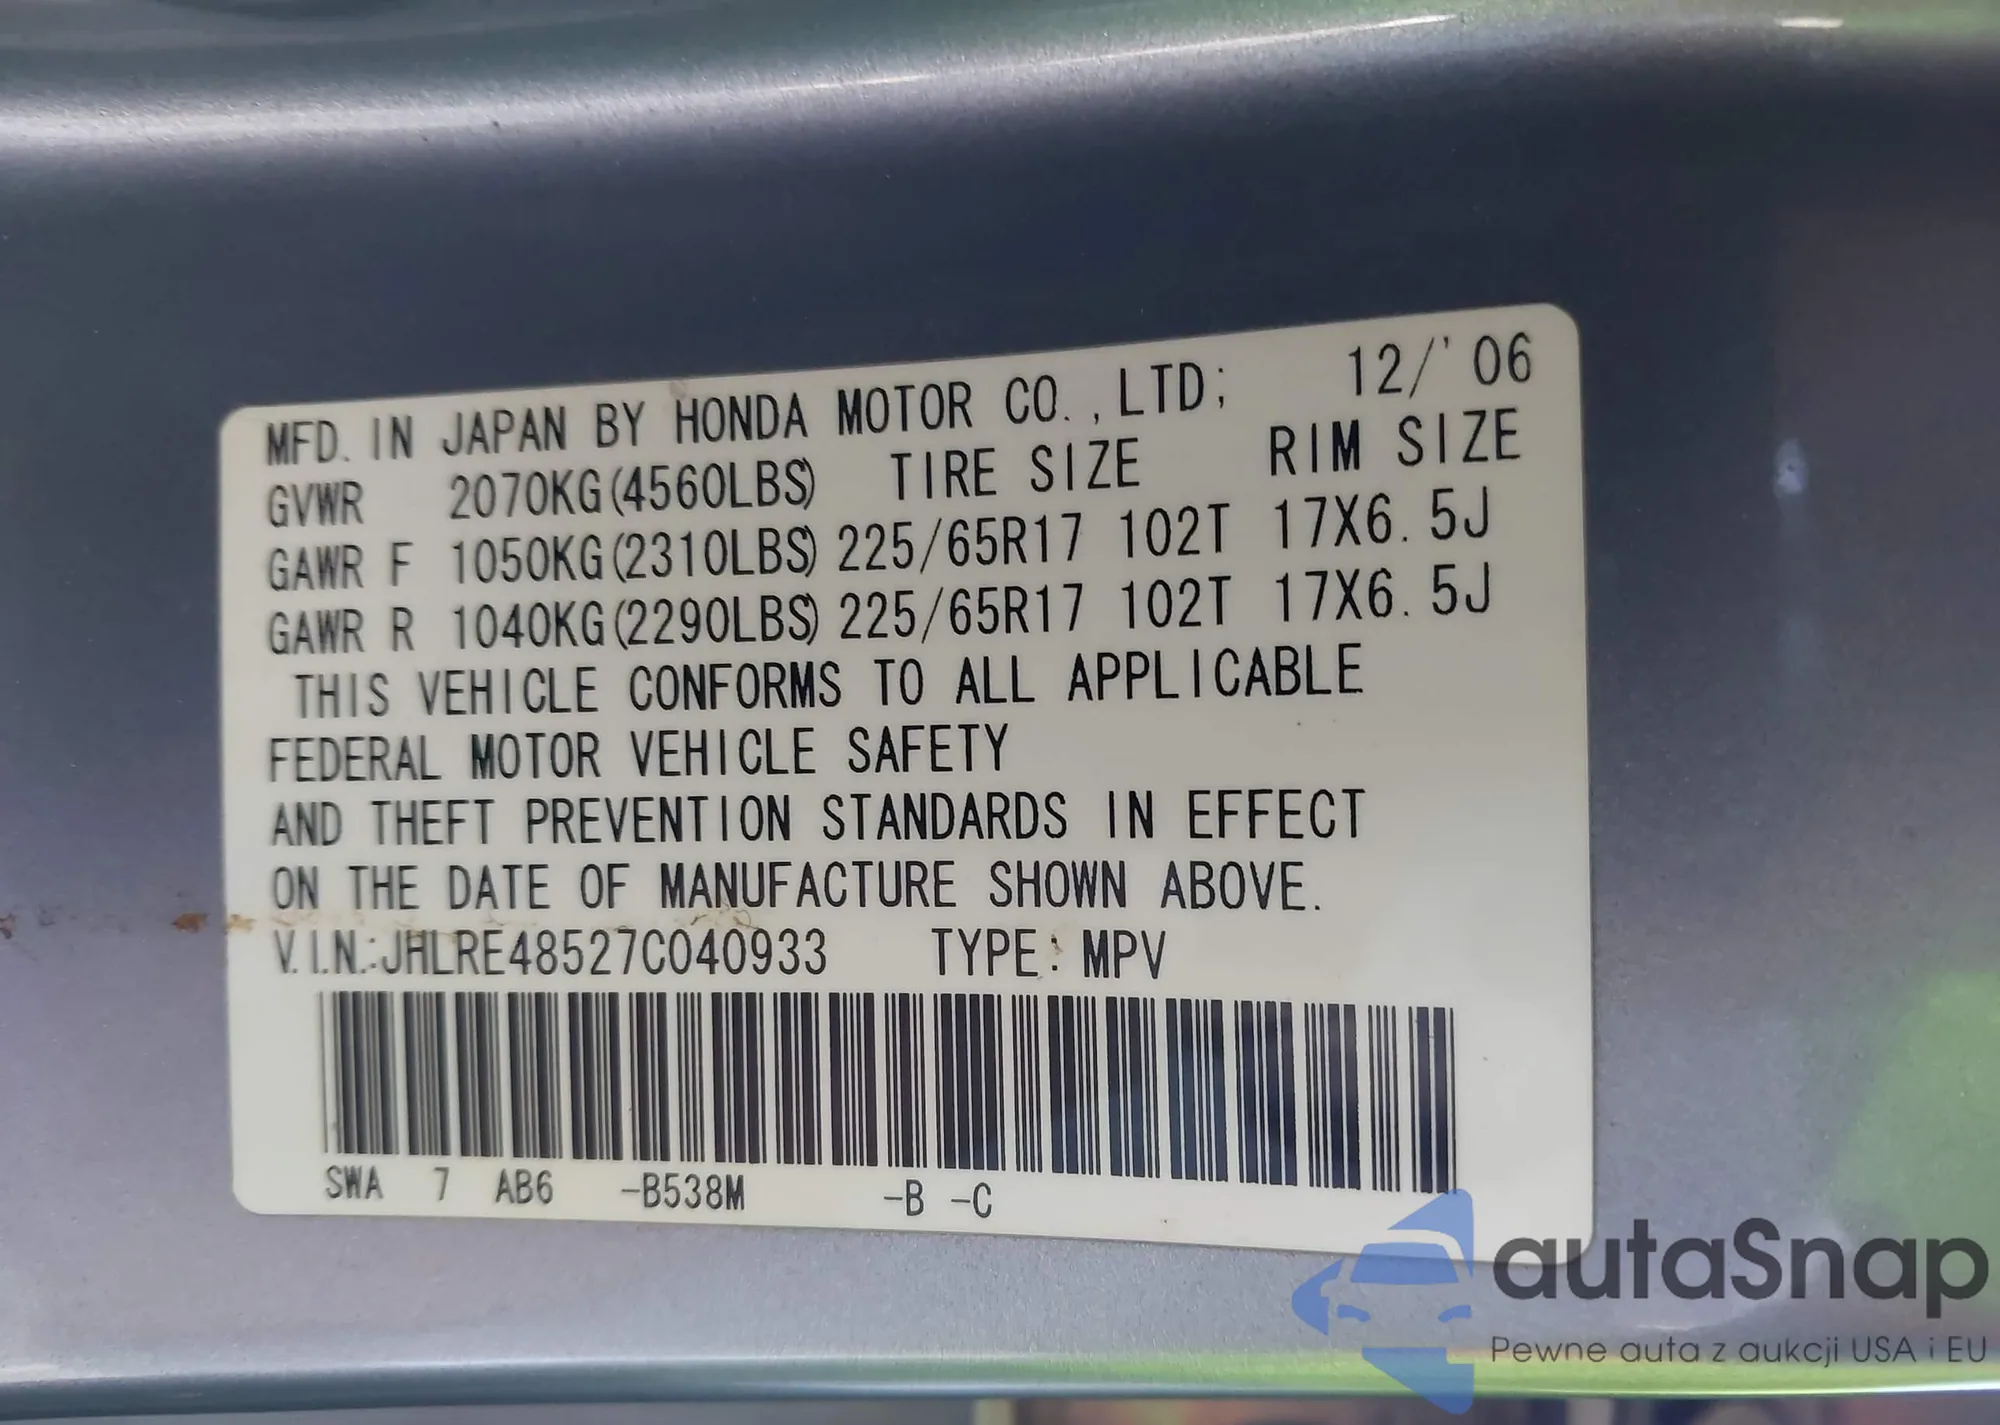 MFD. IN JAPAN BY HONDA MOTOR CO.,LTD; 12/'06
GVWR 2070KG(4560LBS) TIRE SIZE RIM SIZE
GAWR F 1050KG(2310LBS) 225/65R17 102T 17X6.5J
GAWR R 1040KG(2290LBS) 225/65R17 102T 17X6.5J
THIS VEHICLE CONFORMS TO ALL APPLICABLE
FEDERAL MOTOR VEHICLE SAFETY
AND THEFT PREVENTION STANDARDS IN EFFECT
ON THE DATE OF MANUFACTURE SHOWN ABOVE.
V.I.N.:JHLRE48527C040933 TYPE: MPV
SWA 7 AB6 -B538M -B -C
autaSnap
Pewne auta z aukcji USA i EU